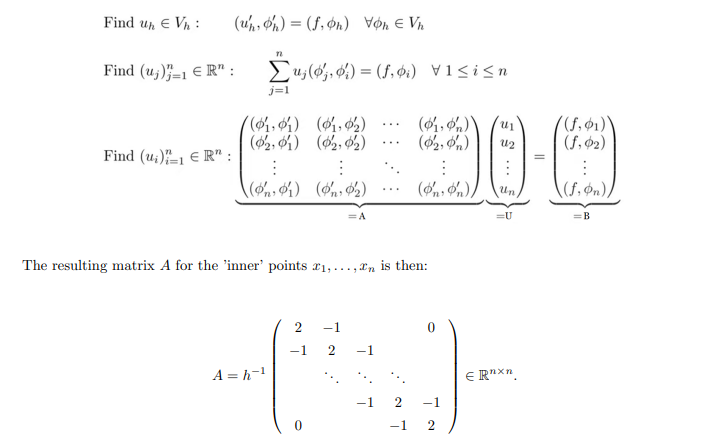 Find u_h ∈ V_h : (u′_h, ϕ′_h) = (f, ϕ_h) ∀ϕ_h ∈ V_h
Find (u_j)^n_{j=1} ∈ ℝ^n : ∑^n_{j=1} u_j(ϕ′_j, ϕ′_i) = (f, ϕ_i) ∀ 1 ≤ i ≤ n
(ϕ′_1, ϕ′_1) (ϕ′_1, ϕ′_2) ⋯ (ϕ′_1, ϕ′_n) u_1 (f, ϕ_1)
(ϕ′_2, ϕ′_1) (ϕ′_2, ϕ′_2) ⋯ (ϕ′_2, ϕ′_n) u_2 (f, ϕ_2)
Find (u_i)^n_{i=1} ∈ ℝ^n : ⋮ ⋮ ⋱ ⋮ ⋮ = ⋮
(ϕ′_n, ϕ′_1) (ϕ′_n, ϕ′_2) ⋯ (ϕ′_n, ϕ′_n) u_n (f, ϕ_n)
=A =U =B
The resulting matrix A for the 'inner' points x_1, . . . , x_n is then:
2 −1 0
−1 2 −1
A = h^{−1} ⋱ ⋱ ⋱ ∈ ℝ^{n×n}.
−1 2 −1
0 −1 2